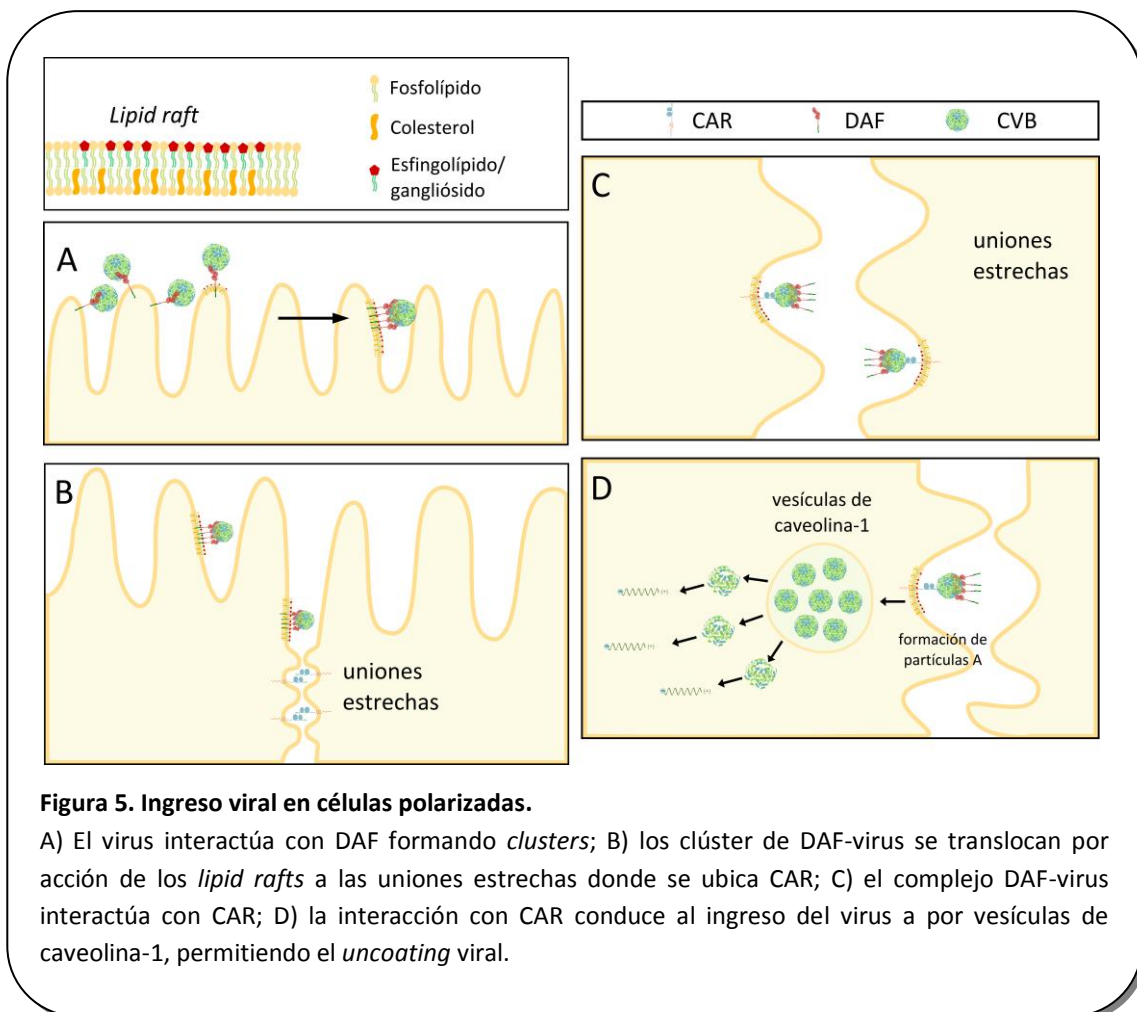 Lipid raft
Fosfolípido
Colesterol
Esfingolípido/
gangliósido
CAR
DAF
CVB
A
B
uniones
estrechas
C
uniones
estrechas
D
vesículas de
caveolina-1
formación de
partículas A
(+)
(+)
(+)
Figura 5. Ingreso viral en células polarizadas.
A) El virus interactúa con DAF formando clusters; B) los clúster de DAF-virus se translocan por
acción de los lipid rafts a las uniones estrechas donde se ubica CAR; C) el complejo DAF-virus
interactúa con CAR; D) la interacción con CAR conduce al ingreso del virus a por vesículas de
caveolina-1, permitiendo el uncoating viral.